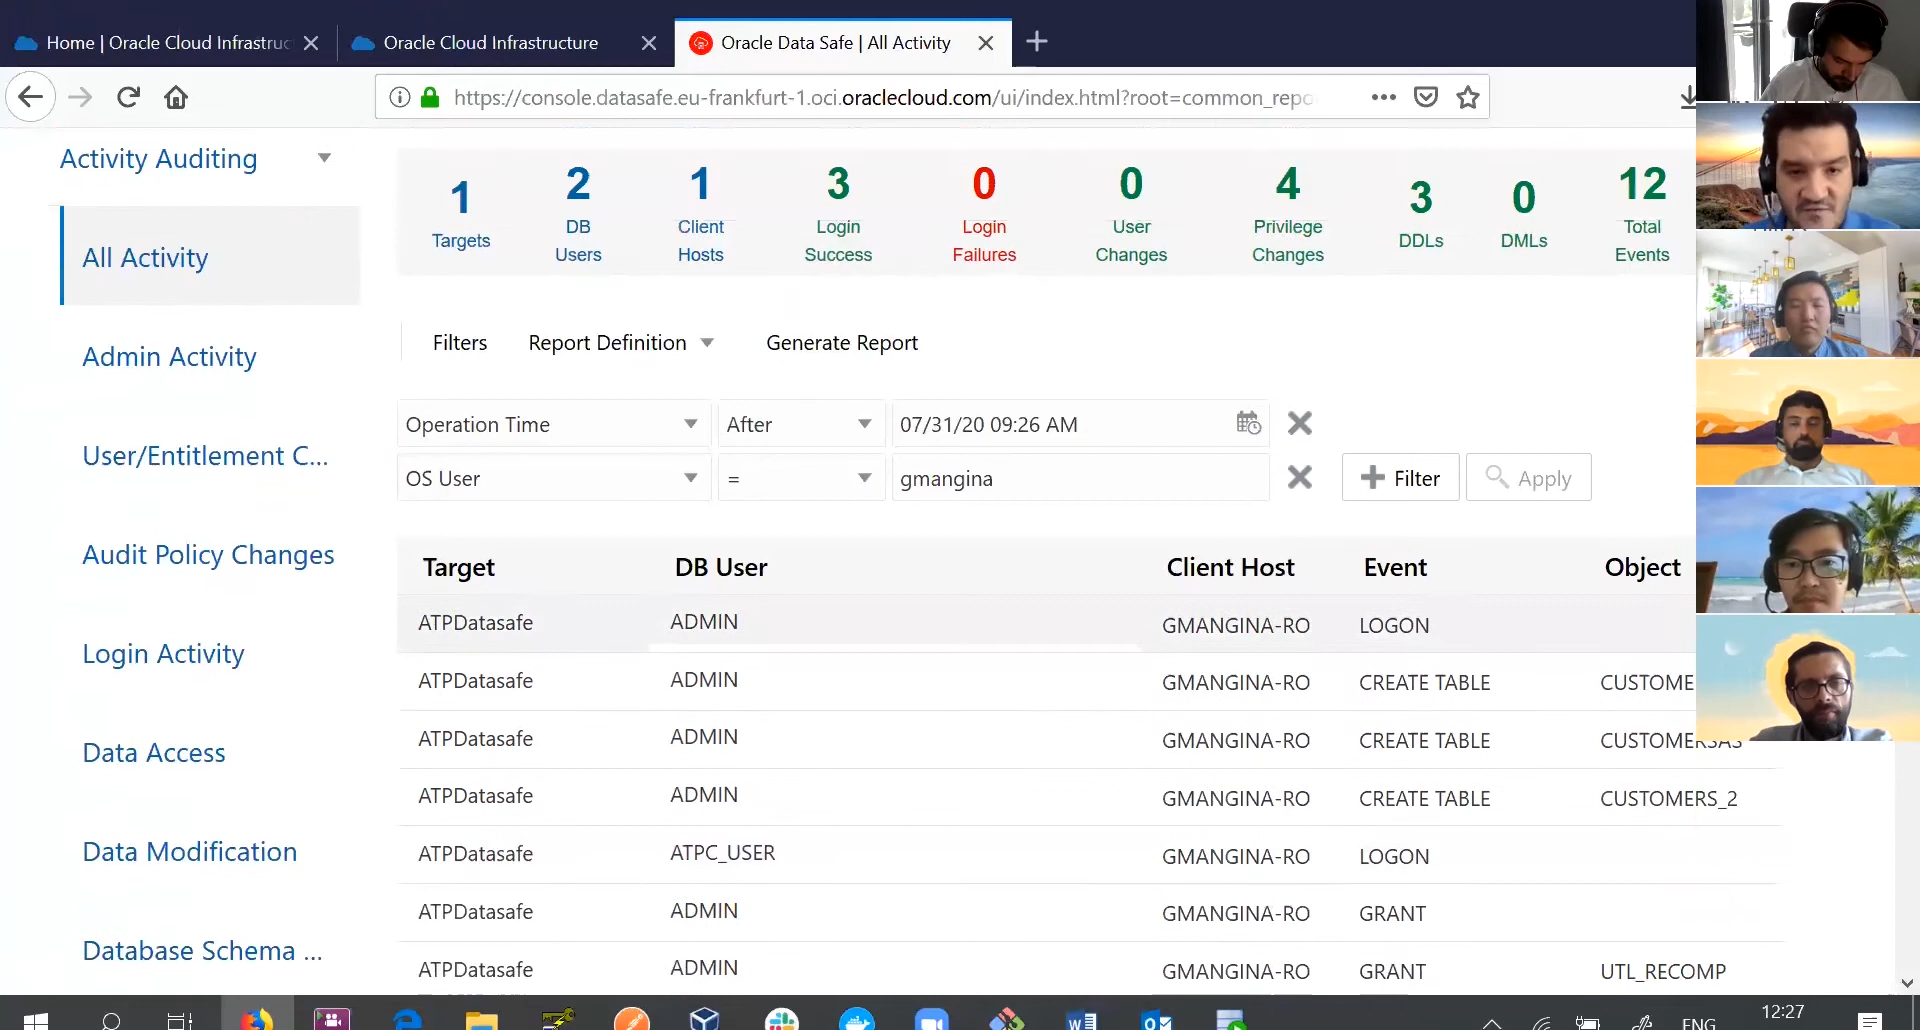 Home | Oracle Cloud Infrastruc
Oracle Cloud Infrastructure
Oracle Data Safe | All Activity
https://console.datasafe.eu-frankfurt-1.oci.oraclecloud.com/ui/index.html?root=common_repo
Activity Auditing
All Activity
Admin Activity
User/Entitlement C...
Audit Policy Changes
Login Activity
Data Access
Data Modification
Database Schema ...
1 Targets
2 DB Users
1 Client Hosts
3 Login Success
0 Login Failures
0 User Changes
4 Privilege Changes
3 DDLs
0 DMLs
12 Total Events
Filters Report Definition Generate Report
Operation Time After 07/31/20 09:26 AM
OS User = gmangina Filter Apply
Target DB User Client Host Event Object
ATPDatasafe ADMIN GMANGINA-RO LOGON
ATPDatasafe ADMIN GMANGINA-RO CREATE TABLE CUSTOME
ATPDatasafe ADMIN GMANGINA-RO CREATE TABLE
ATPDatasafe ADMIN GMANGINA-RO CREATE TABLE CUSTOMERS_2
ATPDatasafe ATPC_USER GMANGINA-RO LOGON
ATPDatasafe ADMIN GMANGINA-RO GRANT
ATPDatasafe ADMIN GMANGINA-RO GRANT UTL_RECOMP
12:27
ENG